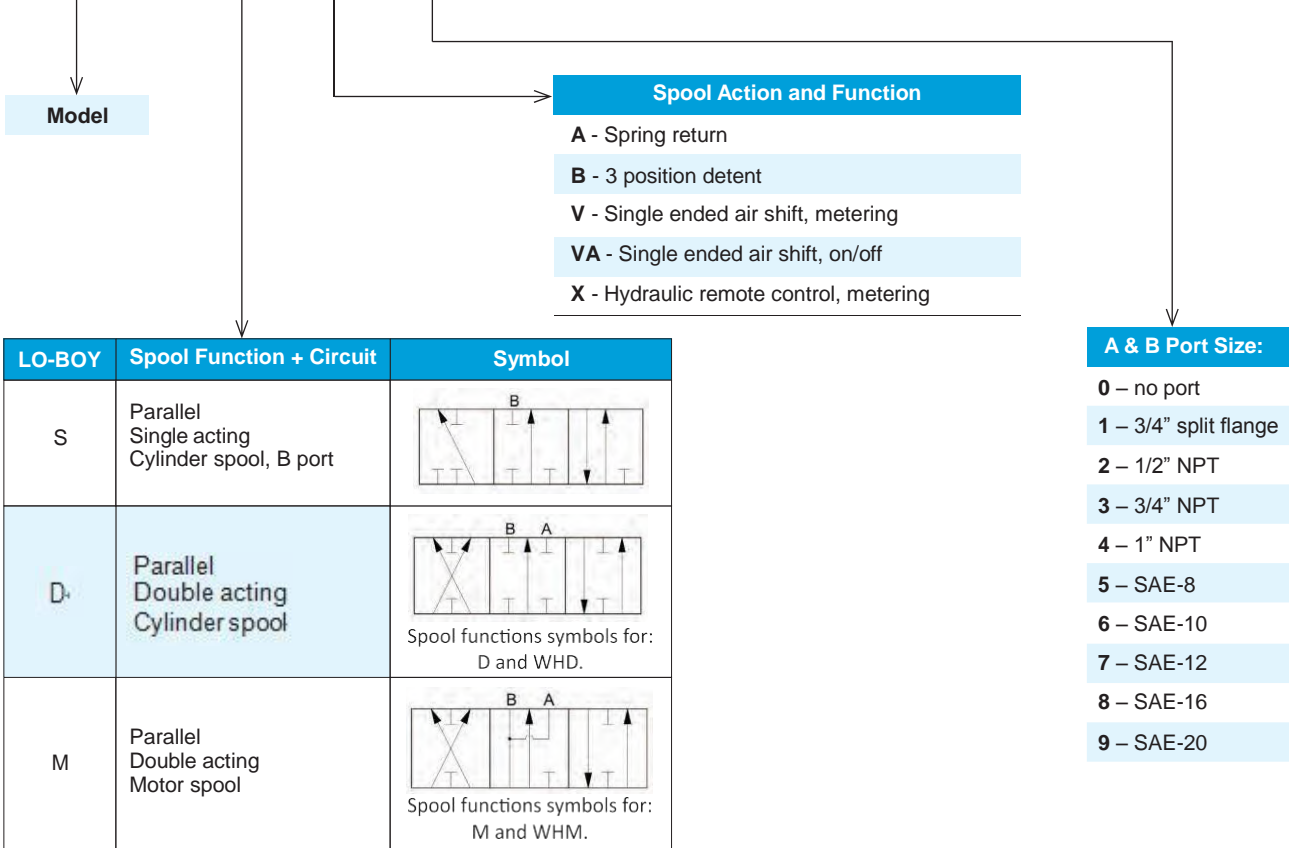 Model
Spool Action and Function
A - Spring return
B - 3 position detent
V - Single ended air shift, metering
VA - Single ended air shift, on/off
X - Hydraulic remote control, metering
LO-BOY Spool Function + Circuit Symbol
S
Parallel
Single acting
Cylinder spool, B port
B
D
Parallel
Double acting
Cylinder spool
B A
Spool functions symbols for:
D and WHD.
M
Parallel
Double acting
Motor spool
B A
Spool functions symbols for:
M and WHM.
A & B Port Size:
0 – no port
1 – 3/4” split flange
2 – 1/2” NPT
3 – 3/4” NPT
4 – 1” NPT
5 – SAE-8
6 – SAE-10
7 – SAE-12
8 – SAE-16
9 – SAE-20